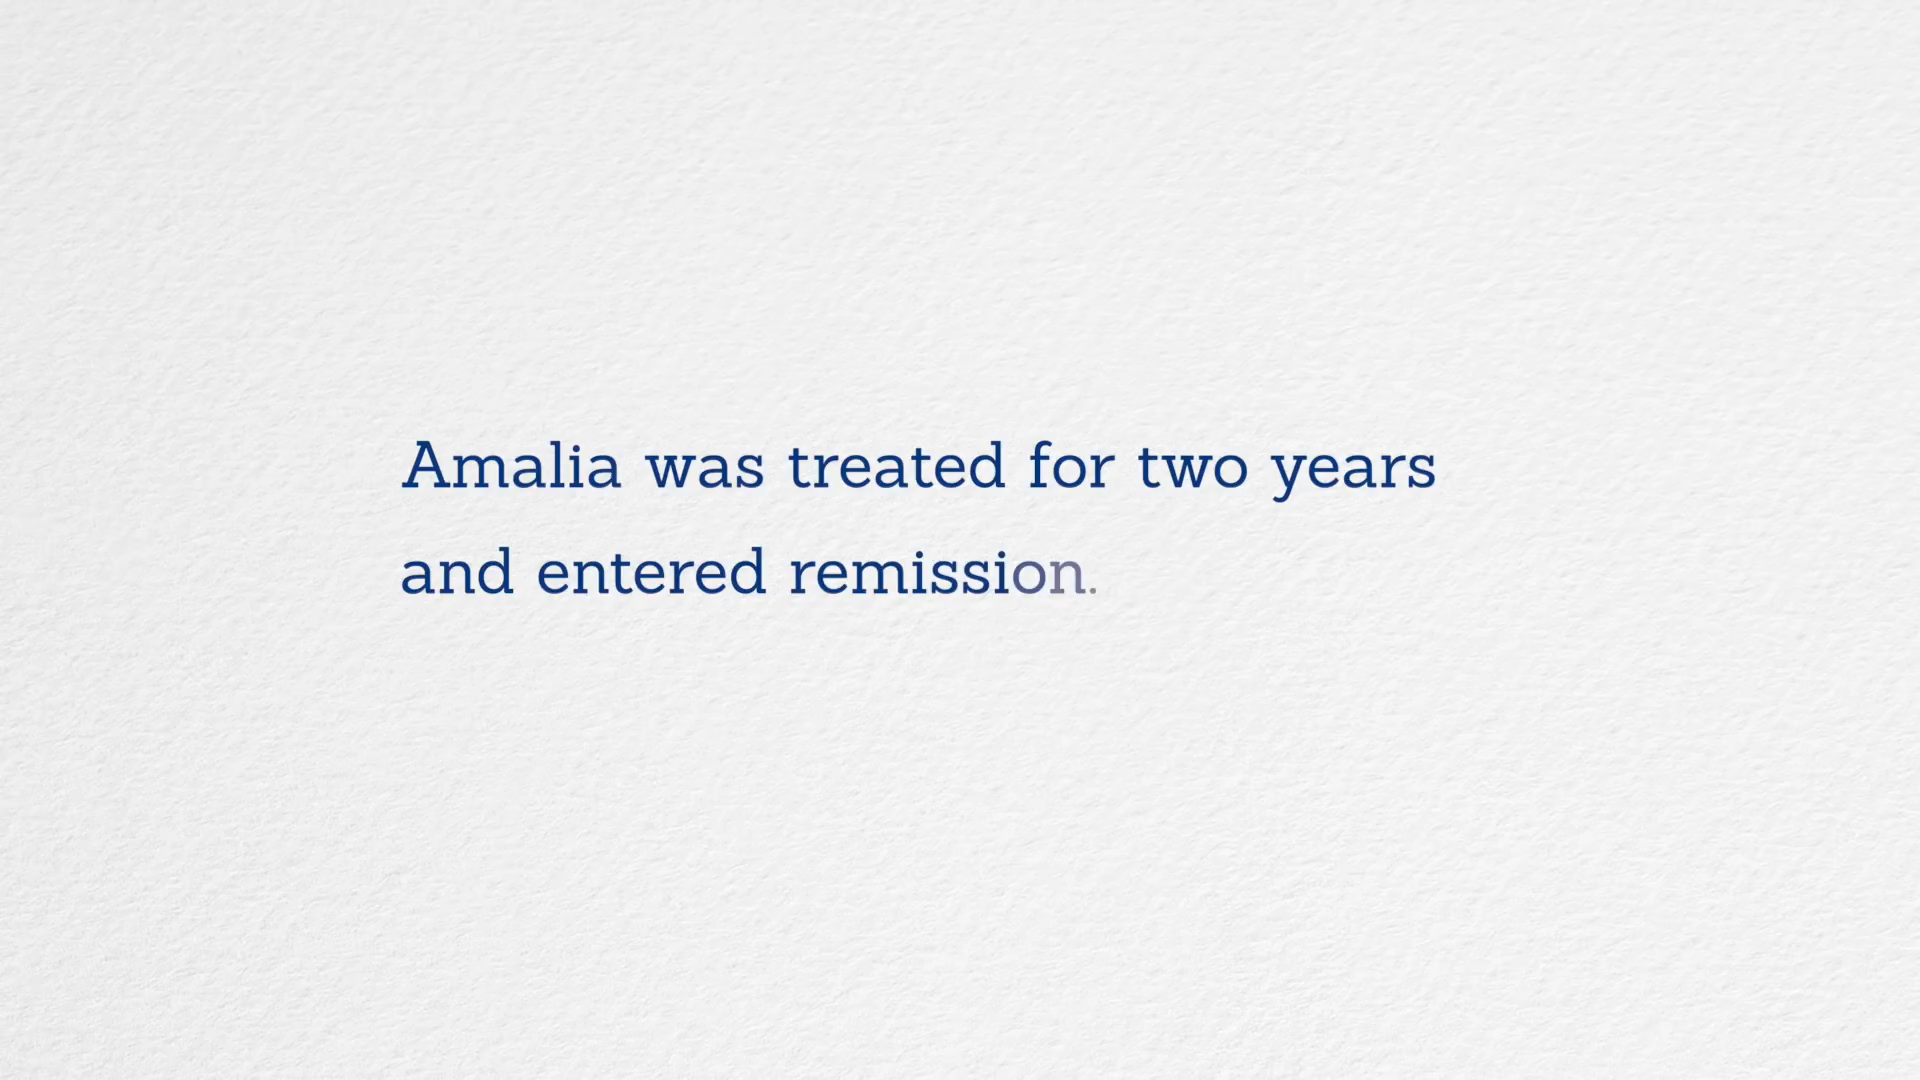 Amalia was treated for two years
and entered remission.